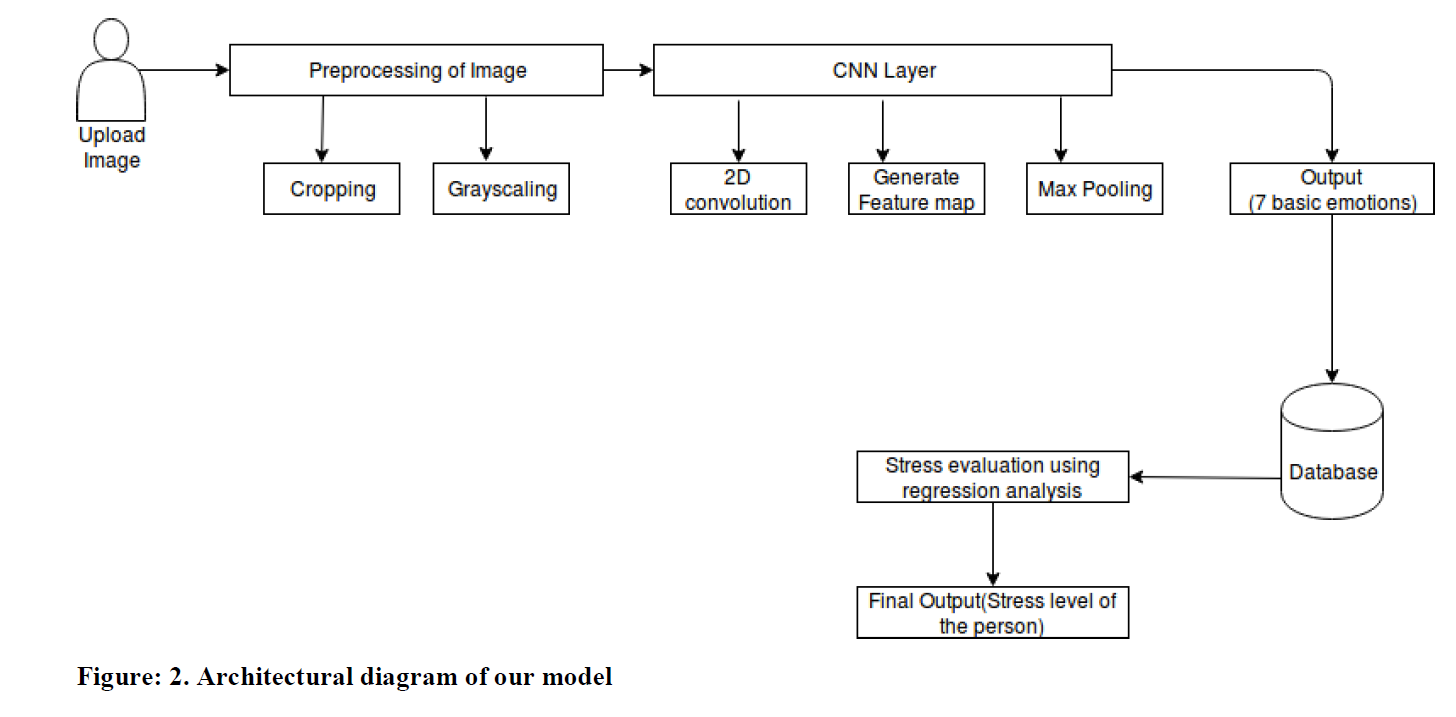 Upload
Image
Preprocessing of Image
CNN Layer
Cropping
Grayscaling
2D
convolution
Generate
Feature map
Max Pooling
Output
(7 basic emotions)
Database
Stress evaluation using
regression analysis
Final Output(Stress level of
the person)
Figure: 2. Architectural diagram of our model